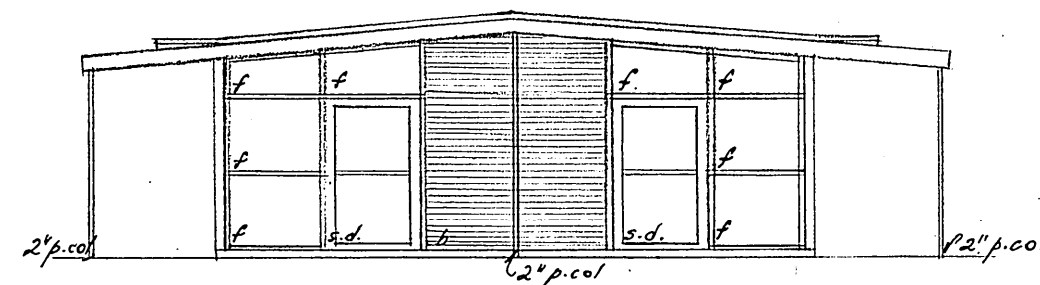 f f f. f
f f
f s.d. b s.d. f
2" p.col 2" p.co
2" p.col